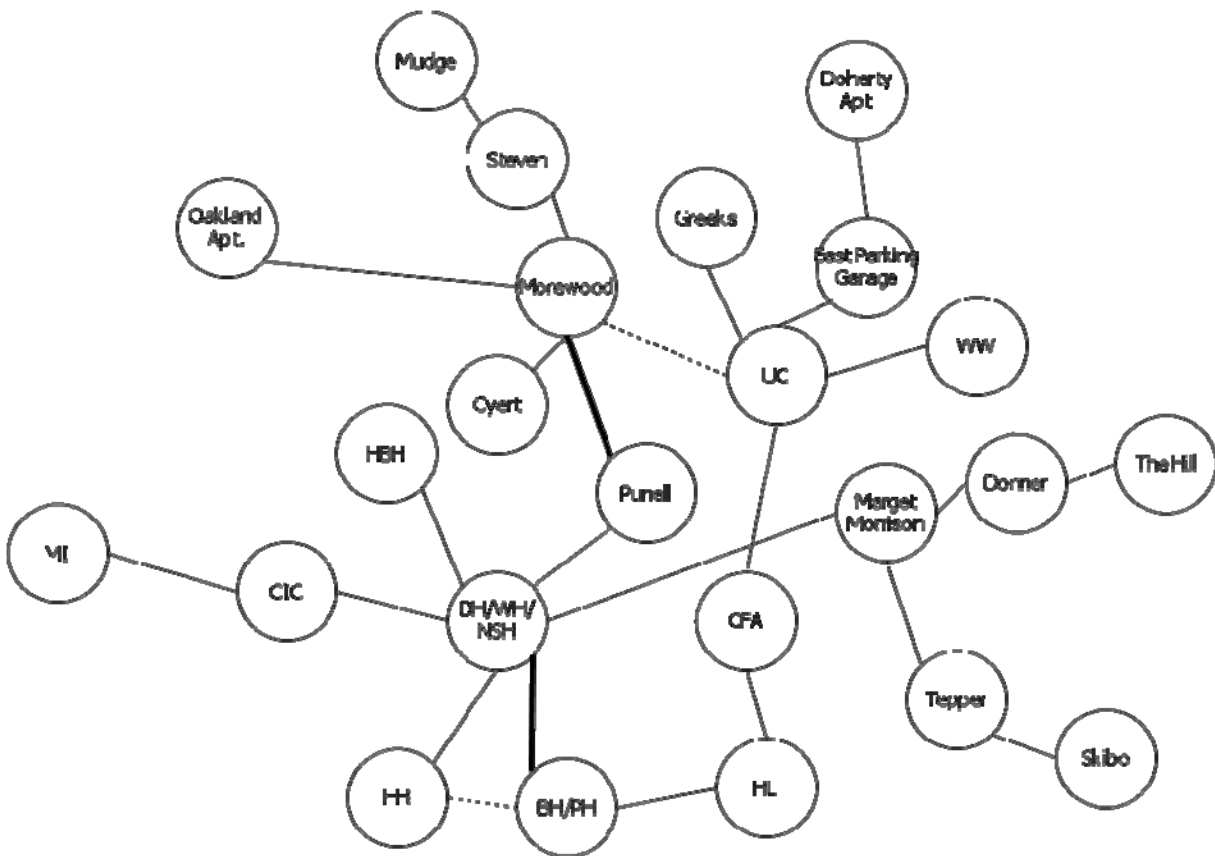 Mudge
Doherty
Apt
Steven
Greeks
Oakland
Apt.
East Parking
Garage
Morewood
WW
UC
Cyert
HBH
The Hill
Donner
Purnell
Marget
Morrison
MI
CIC
DH/WH/
NSH
CFA
Tepper
Skibo
HH
BH/PH
HL